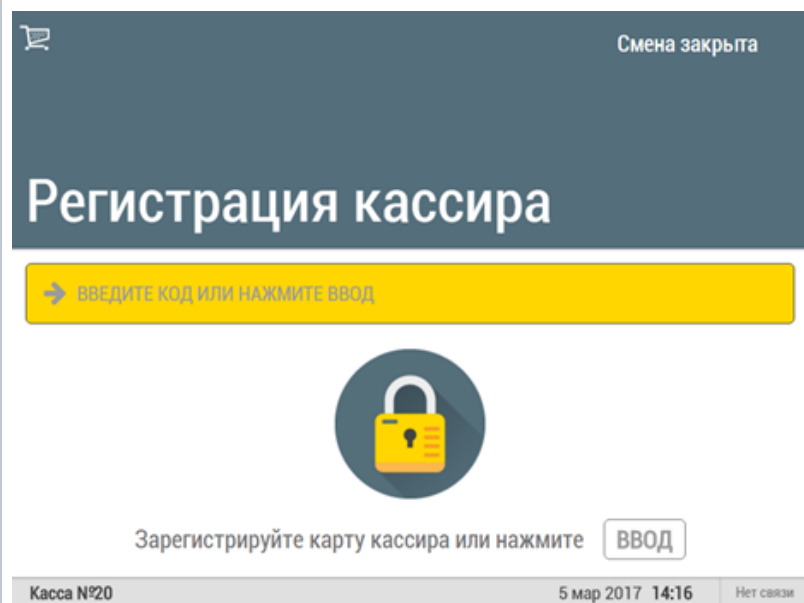 Смена закрыта
Регистрация кассира
ВВЕДИТЕ КОД ИЛИ НАЖМИТЕ ВВОД
Зарегистрируйте карту кассира или нажмите ВВОД
Касса №20 5 мар 2017 14:16 Нет связи